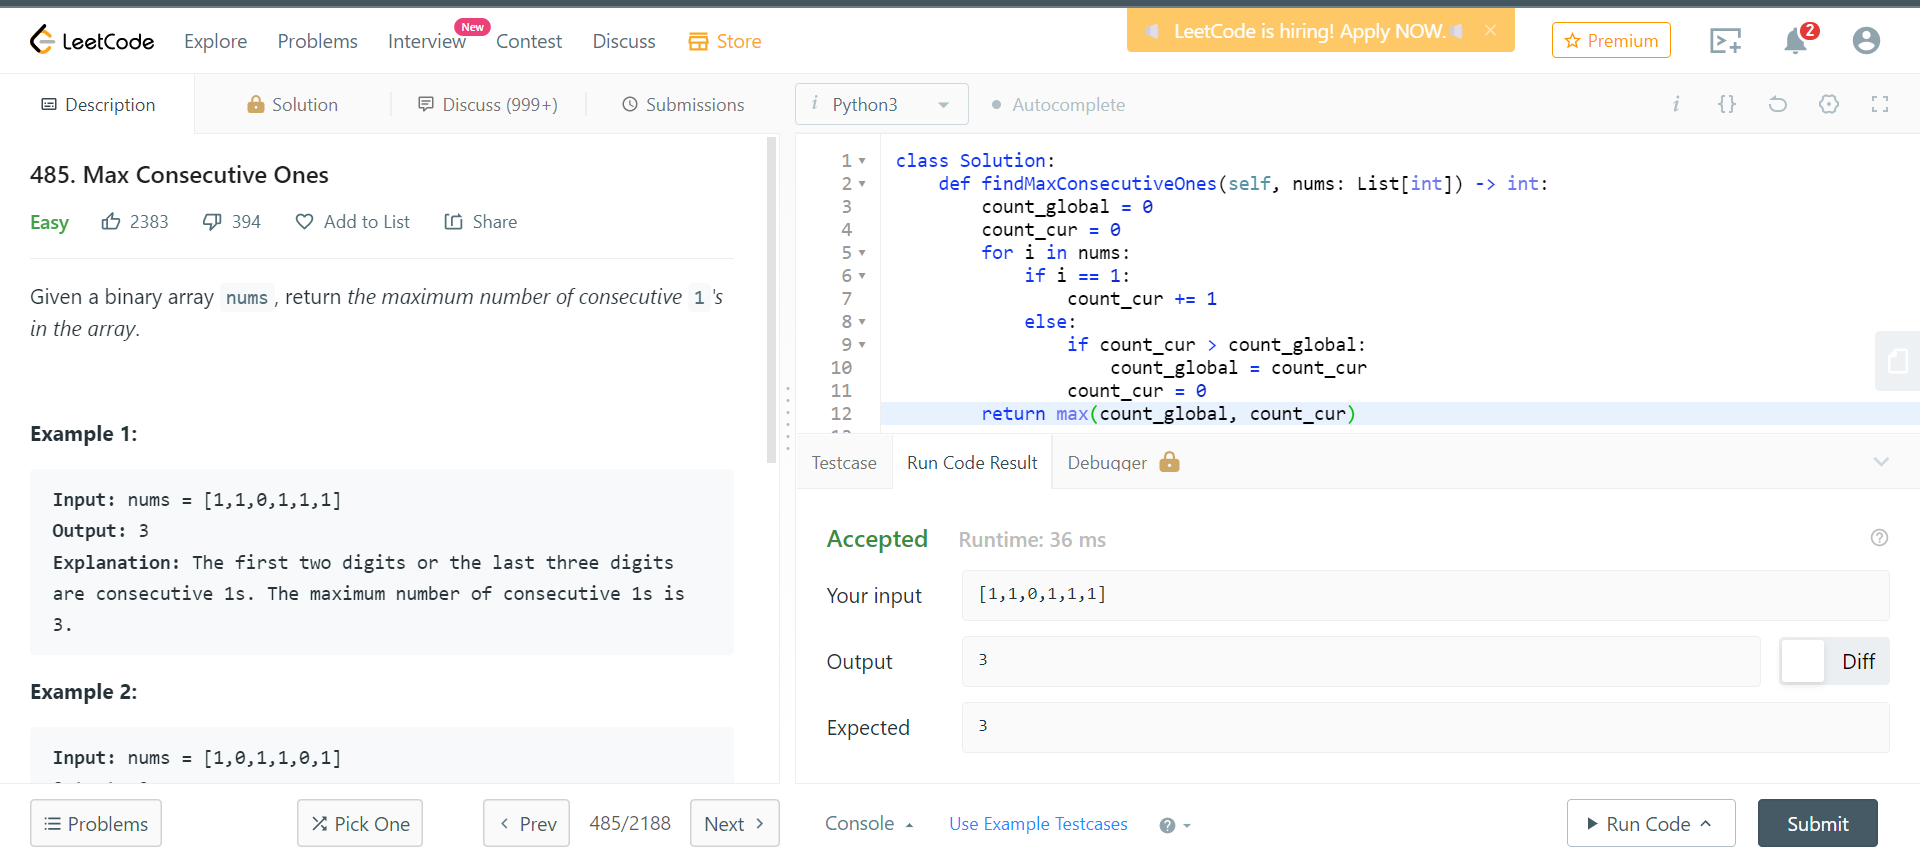 LeetCode Explore Problems Interview New Contest Discuss Store LeetCode is hiring! Apply NOW. Premium 2
Description Solution Discuss (999+) Submissions
485. Max Consecutive Ones
Easy 2383 394 Add to List Share
Given a binary array nums, return the maximum number of consecutive 1's
in the array.
Example 1:
Input: nums = [1,1,0,1,1,1]
Output: 3
Explanation: The first two digits or the last three digits
are consecutive 1s. The maximum number of consecutive 1s is
3.
Example 2:
Input: nums = [1,0,1,1,0,1]
Problems Pick One Prev 485/2188 Next
i Python3 Autocomplete i {}
1 class Solution:
2     def findMaxConsecutiveOnes(self, nums: List[int]) -> int:
3         count_global = 0
4         count_cur = 0
5         for i in nums:
6             if i == 1:
7                 count_cur += 1
8             else:
9                 if count_cur > count_global:
10                     count_global = count_cur
11                 count_cur = 0
12         return max(count_global, count_cur)
Testcase Run Code Result Debugger
Accepted Runtime: 36 ms
Your input [1,1,0,1,1,1]
Output 3 Diff
Expected 3
Console Use Example Testcases Run Code Submit